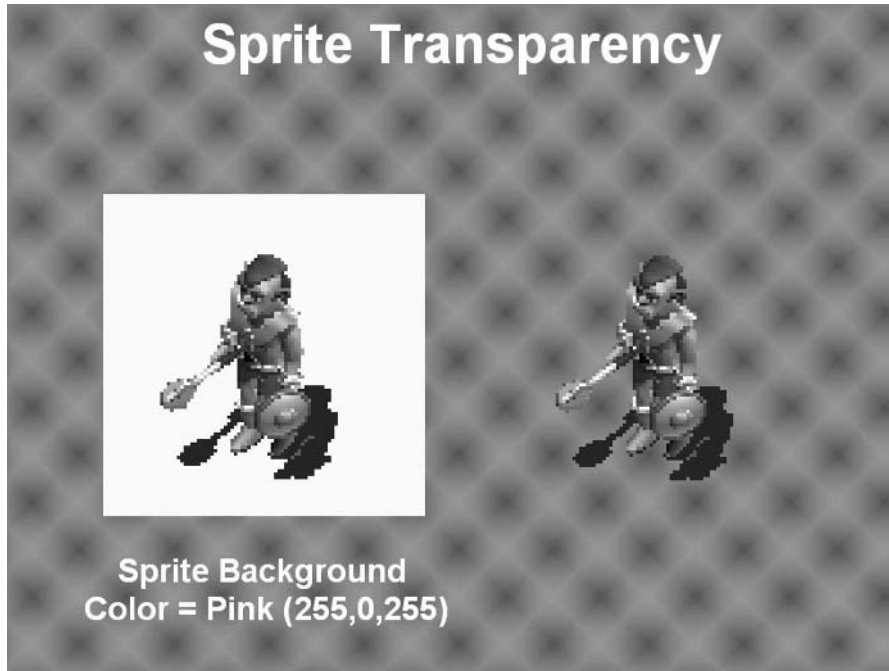 Sprite Transparency
Sprite Background
Color = Pink (255,0,255)